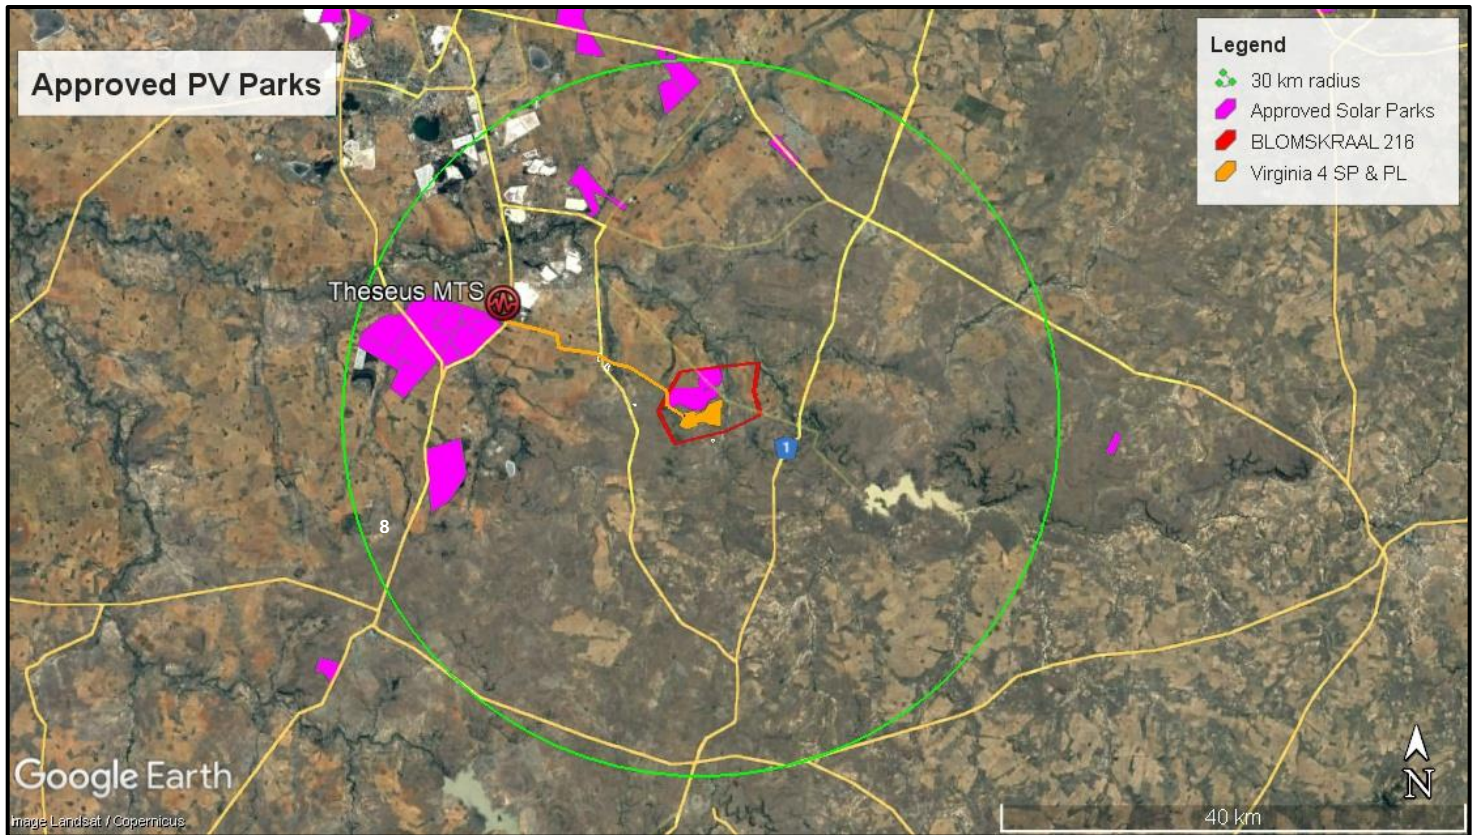 Approved PV Parks
Legend
30 km radius
Approved Solar Parks
BLOMSKRAAL 216
Virginia 4 SP & PL
Theseus MTS
1
8
Google Earth
Image Landsat / Copernicus
N
40 km